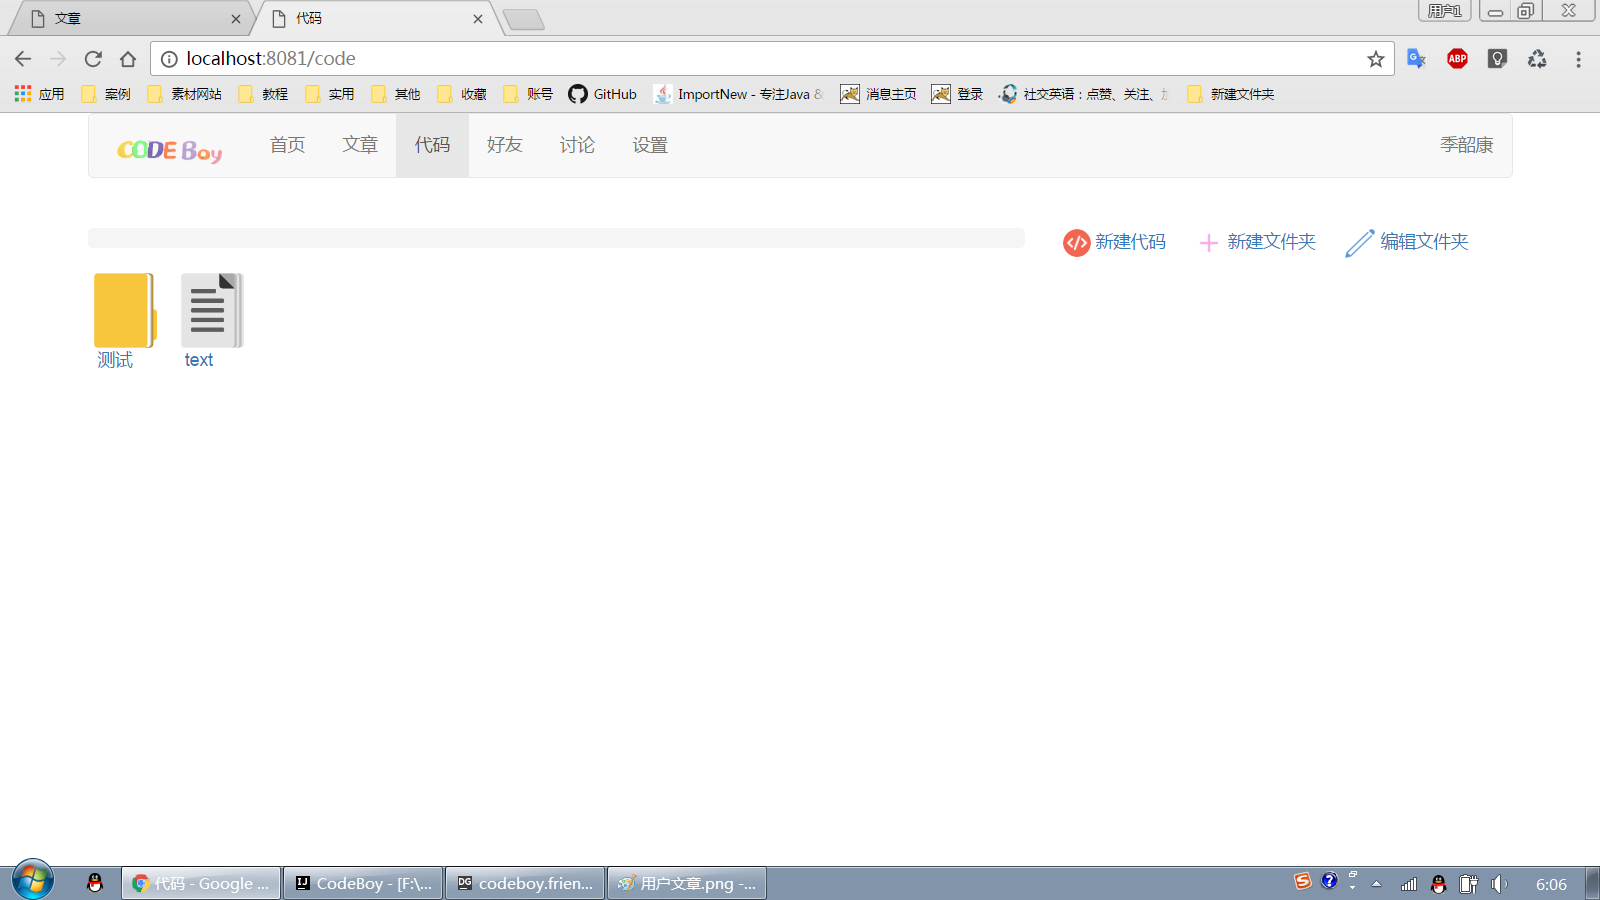 文章
代码
用户1
localhost:8081/code
ABP
应用 案例 素材网站 教程 实用 其他 收藏 账号 GitHub ImportNew - 专注Java & 消息主页 登录 社交英语：点赞、关注、 新建文件夹
CODE Boy 首页 文章 代码 好友 讨论 设置 季韶康
新建代码 新建文件夹 编辑文件夹
测试 text
代码 - Google ... CodeBoy - [F:\... codeboy.frien... 用户文章.png -... 6:06